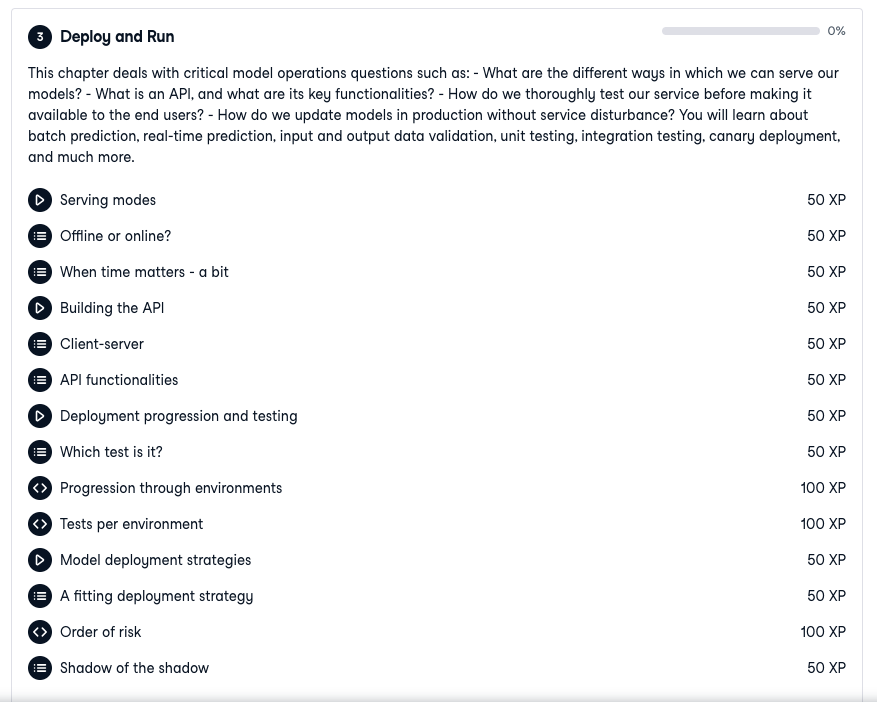 3 Deploy and Run 0%
This chapter deals with critical model operations questions such as: - What are the different ways in which we can serve our
models? - What is an API, and what are its key functionalities? - How do we thoroughly test our service before making it
available to the end users? - How do we update models in production without service disturbance? You will learn about
batch prediction, real-time prediction, input and output data validation, unit testing, integration testing, canary deployment,
and much more.
Serving modes 50 XP
Offline or online? 50 XP
When time matters - a bit 50 XP
Building the API 50 XP
Client-server 50 XP
API functionalities 50 XP
Deployment progression and testing 50 XP
Which test is it? 50 XP
Progression through environments 100 XP
Tests per environment 100 XP
Model deployment strategies 50 XP
A fitting deployment strategy 50 XP
Order of risk 100 XP
Shadow of the shadow 50 XP